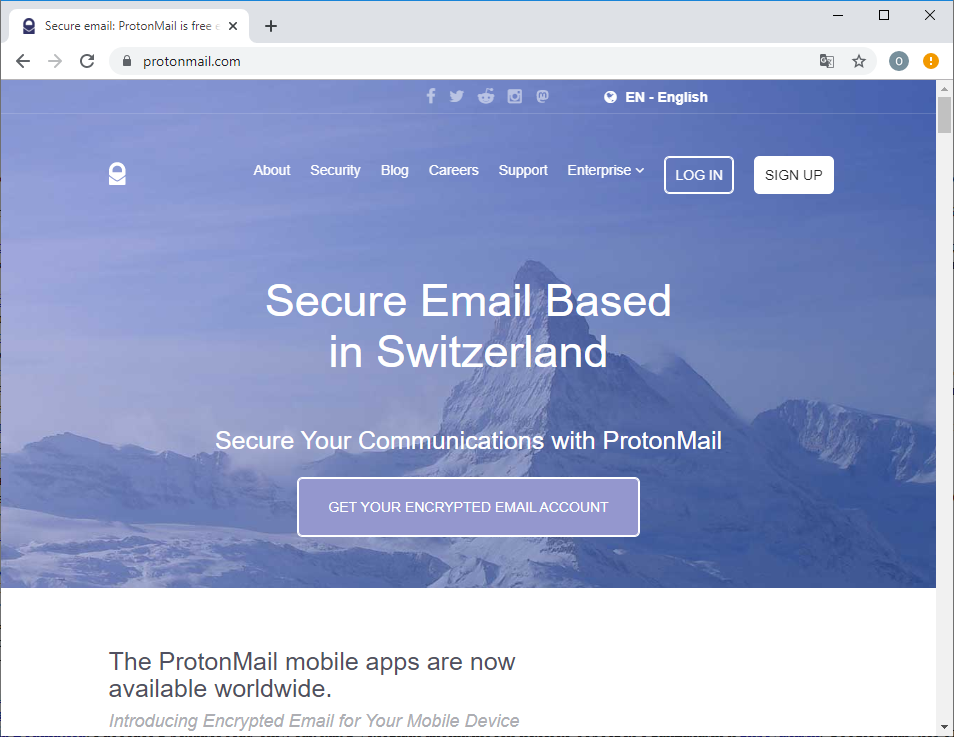 Secure email: ProtonMail is free e
protonmail.com
O
EN - English
About Security Blog Careers Support Enterprise LOG IN SIGN UP
Secure Email Based
in Switzerland
Secure Your Communications with ProtonMail
GET YOUR ENCRYPTED EMAIL ACCOUNT
The ProtonMail mobile apps are now
available worldwide.
Introducing Encrypted Email for Your Mobile Device